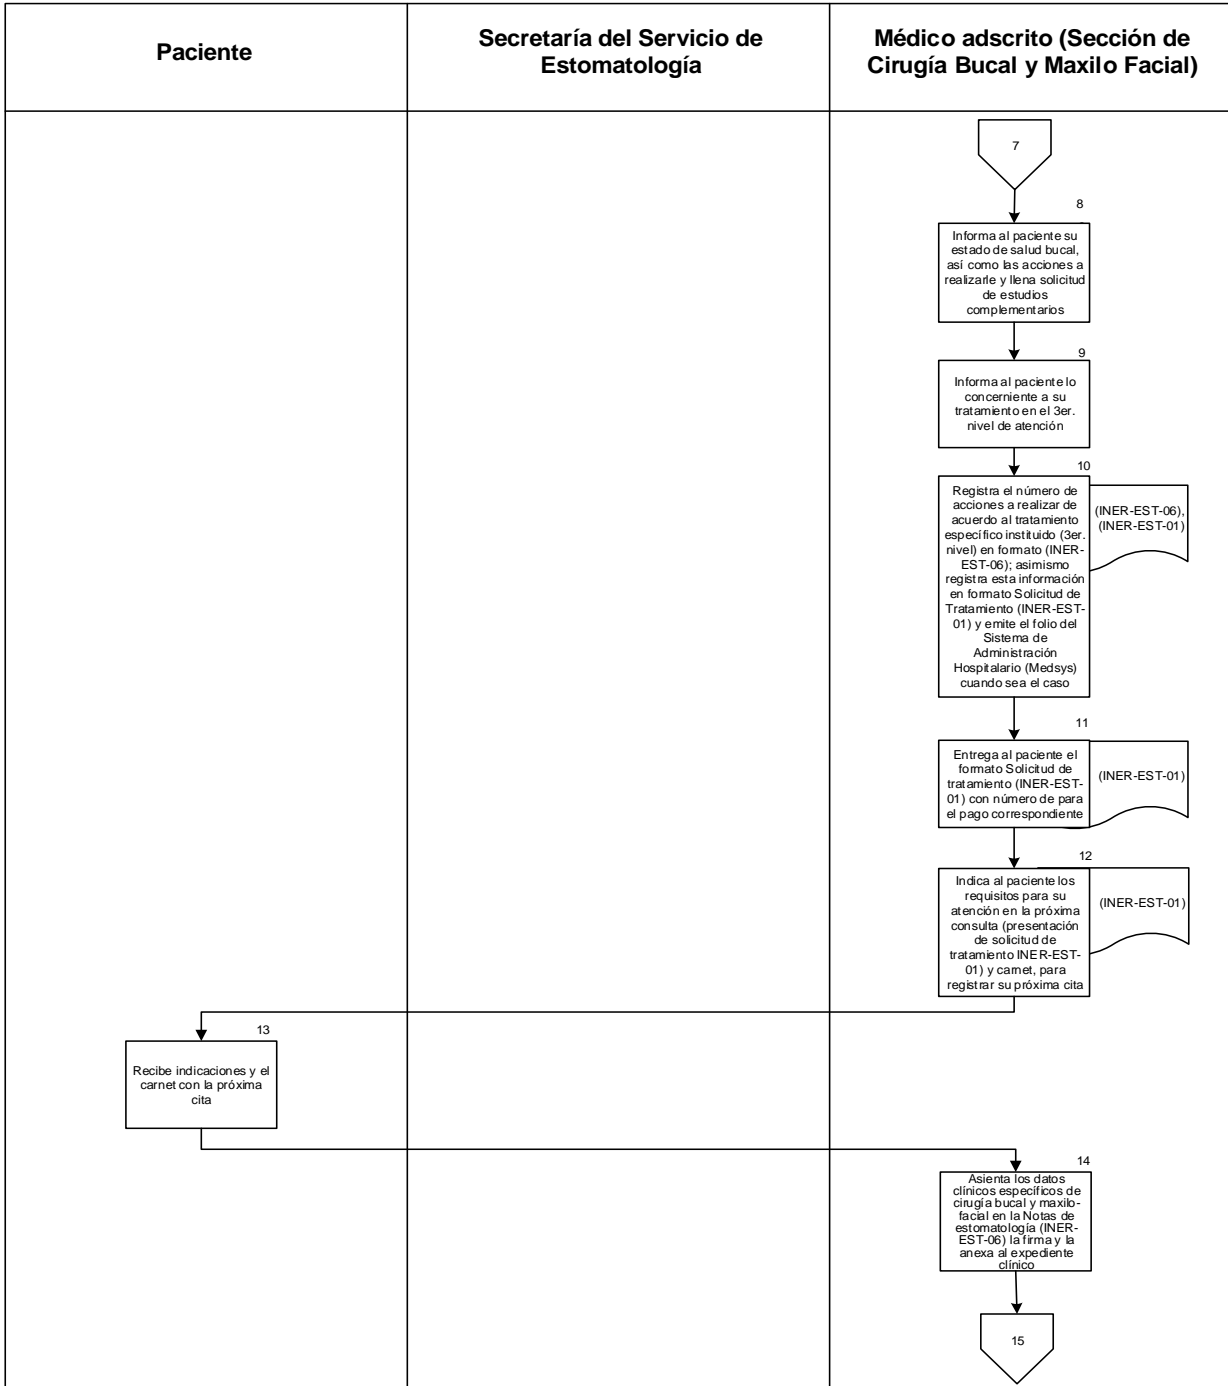 Paciente
Secretaría del Servicio de
Estomatología
Médico adscrito (Sección de
Cirugía Bucal y Maxilo Facial)
7
8
Informa al paciente su
estado de salud bucal,
así como las acciones a
realizarle y llena solicitud
de estudios
complementarios
9
Informa al paciente lo
concerniente a su
tratamiento en el 3er.
nivel de atención
10
Registra el número de
acciones a realizar de
acuerdo al tratamiento
específico instituido (3er.
nivel) en formato (INER-
EST-06); asimismo
registra esta información
en formato Solicitud de
Tratamiento (INER-EST-
01) y emite el folio del
Sistema de
Administración
Hospitalario (Medsys)
cuando sea el caso
(INER-EST-06),
(INER-EST-01)
11
Entrega al paciente el
formato Solicitud de
tratamiento (INER-EST-
01) con número de para
el pago correspondiente
(INER-EST-01)
12
Indica al paciente los
requisitos para su
atención en la próxima
consulta (presentación
de solicitud de
tratamiento INER-EST-
01) y carnet, para
registrar su próxima cita
(INER-EST-01)
13
Recibe indicaciones y el
carnet con la próxima
cita
14
Asienta los datos
clínicos específicos de
cirugía bucal y maxilo-
facial en la Notas de
estomatología (INER-
EST-06) la firma y la
anexa al expediente
clínico
15